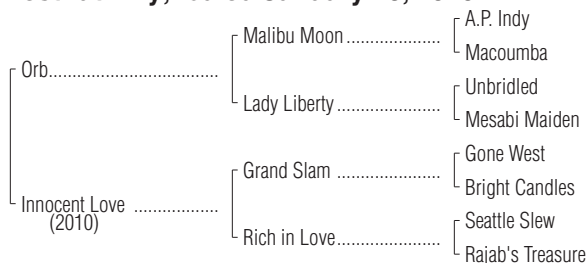 Orb
Malibu Moon
A.P. Indy
Macoumba
Lady Liberty
Unbridled
Mesabi Maiden
Innocent Love
(2010)
Grand Slam
Gone West
Bright Candles
Rich in Love
Seattle Slew
Rajab's Treasure